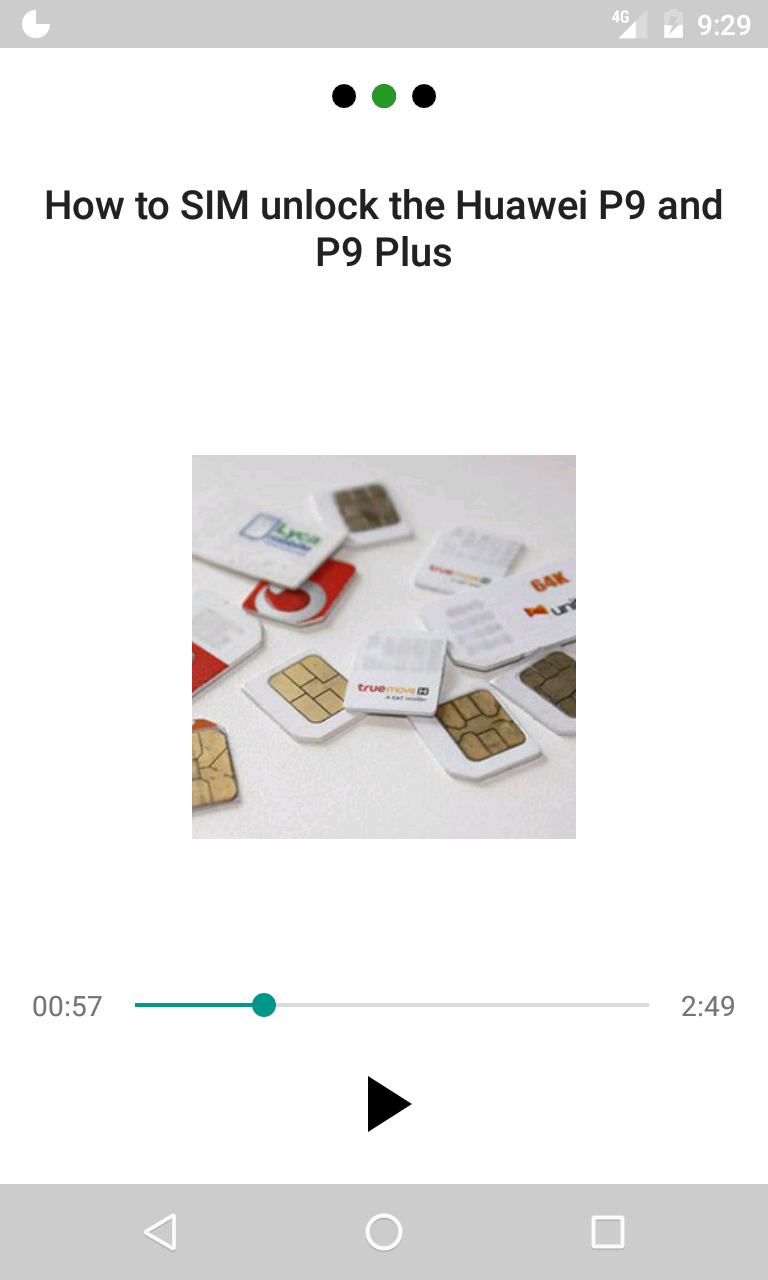 4G 9:29
How to SIM unlock the Huawei P9 and
P9 Plus
Lyca
mobile
truemove H
64K
uni
truemove H
00:57 2:49